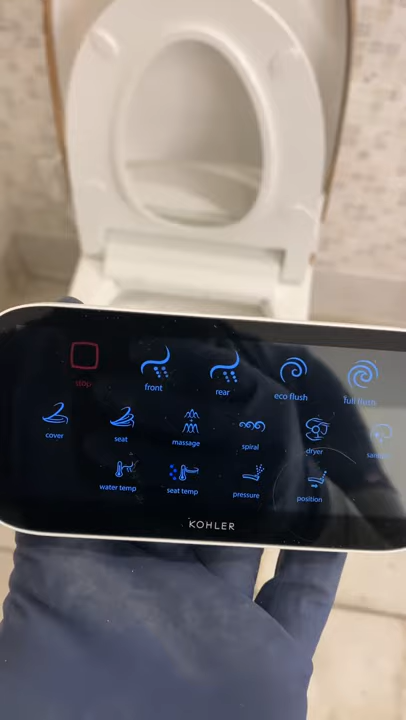 stop front rear eco flush full flush
cover seat massage spiral dryer
water temp seat temp pressure position
KOHLER